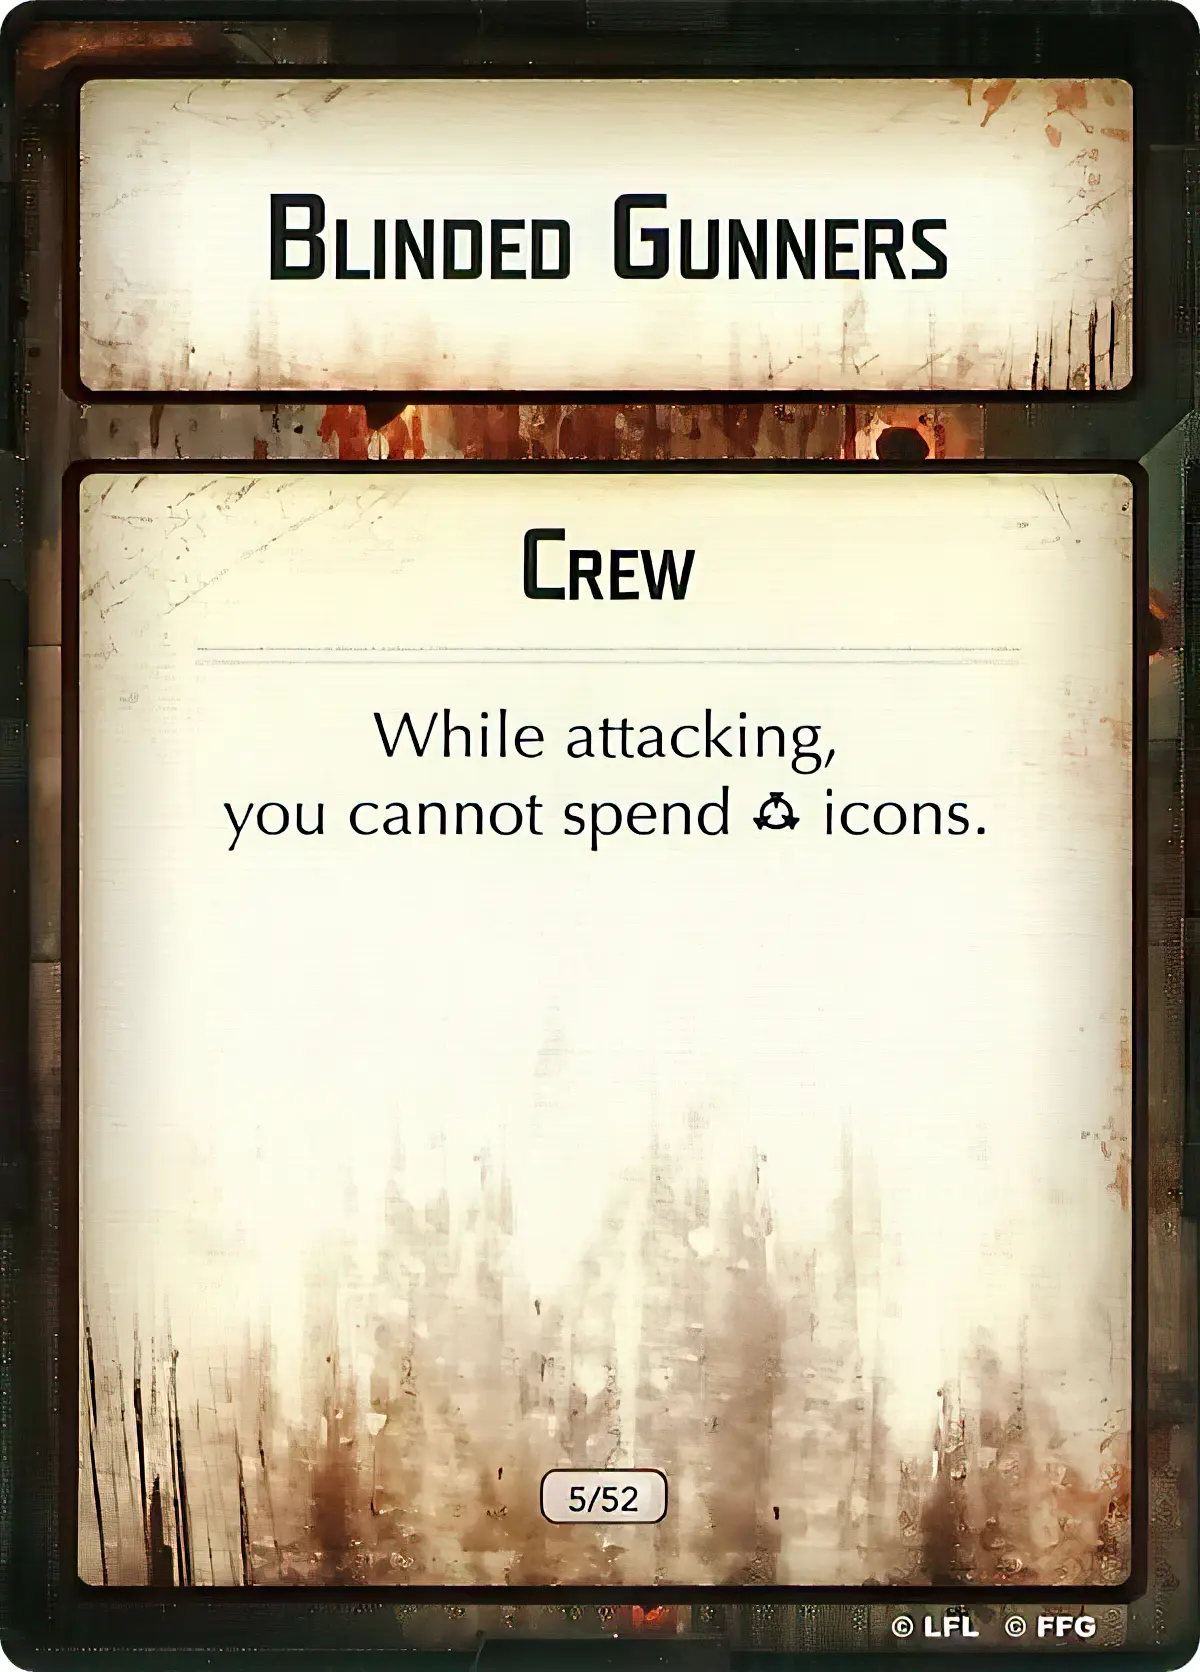 Blinded Gunners
Crew
While attacking,
you cannot spend icons.
5/52
© LFL © FFG